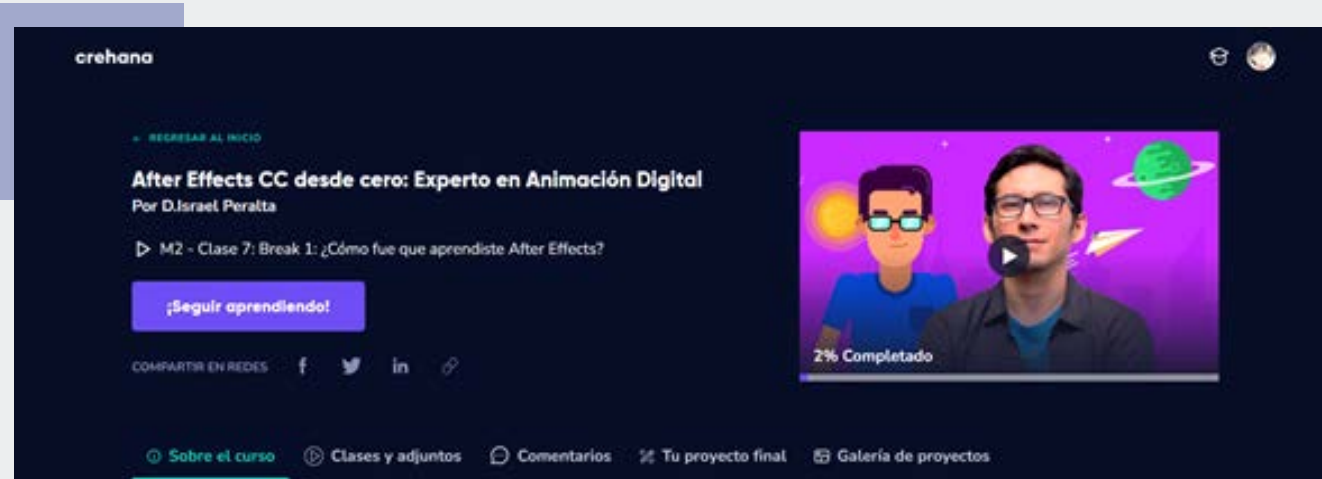 crehana
← REGRESAR AL INICIO
After Effects CC desde cero: Experto en Animación Digital
Por D.Israel Peralta
M2 - Clase 7: Break 1: ¿Cómo fue que aprendiste After Effects?
¡Seguir aprendiendo!
COMPARTIR EN REDES
2% Completado
Sobre el curso Clases y adjuntos Comentarios Tu proyecto final Galería de proyectos